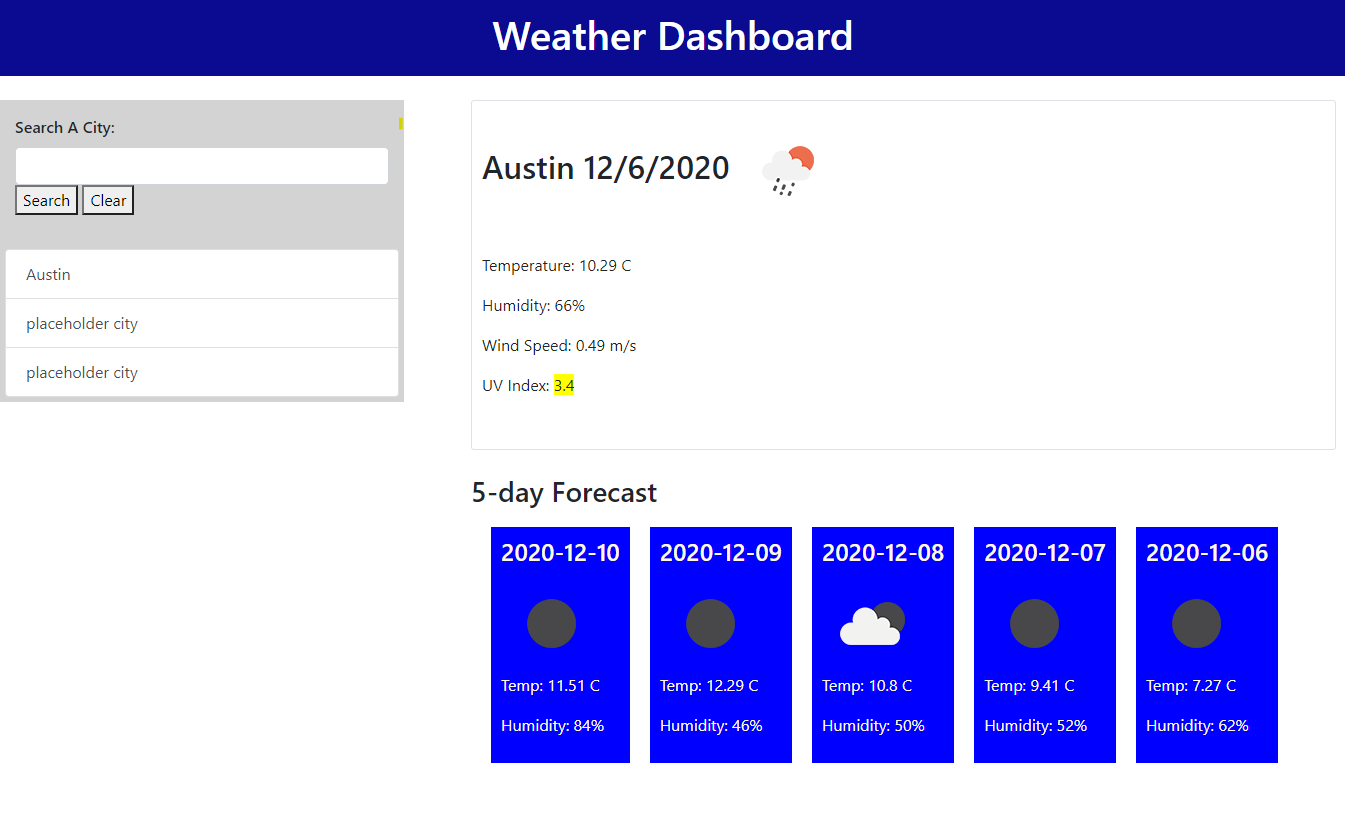 Weather Dashboard
Search A City:
Search Clear
Austin
placeholder city
placeholder city
Austin 12/6/2020
Temperature: 10.29 C
Humidity: 66%
Wind Speed: 0.49 m/s
UV Index: 3.4
5-day Forecast
2020-12-10
Temp: 11.51 C
Humidity: 84%
2020-12-09
Temp: 12.29 C
Humidity: 46%
2020-12-08
Temp: 10.8 C
Humidity: 50%
2020-12-07
Temp: 9.41 C
Humidity: 52%
2020-12-06
Temp: 7.27 C
Humidity: 62%